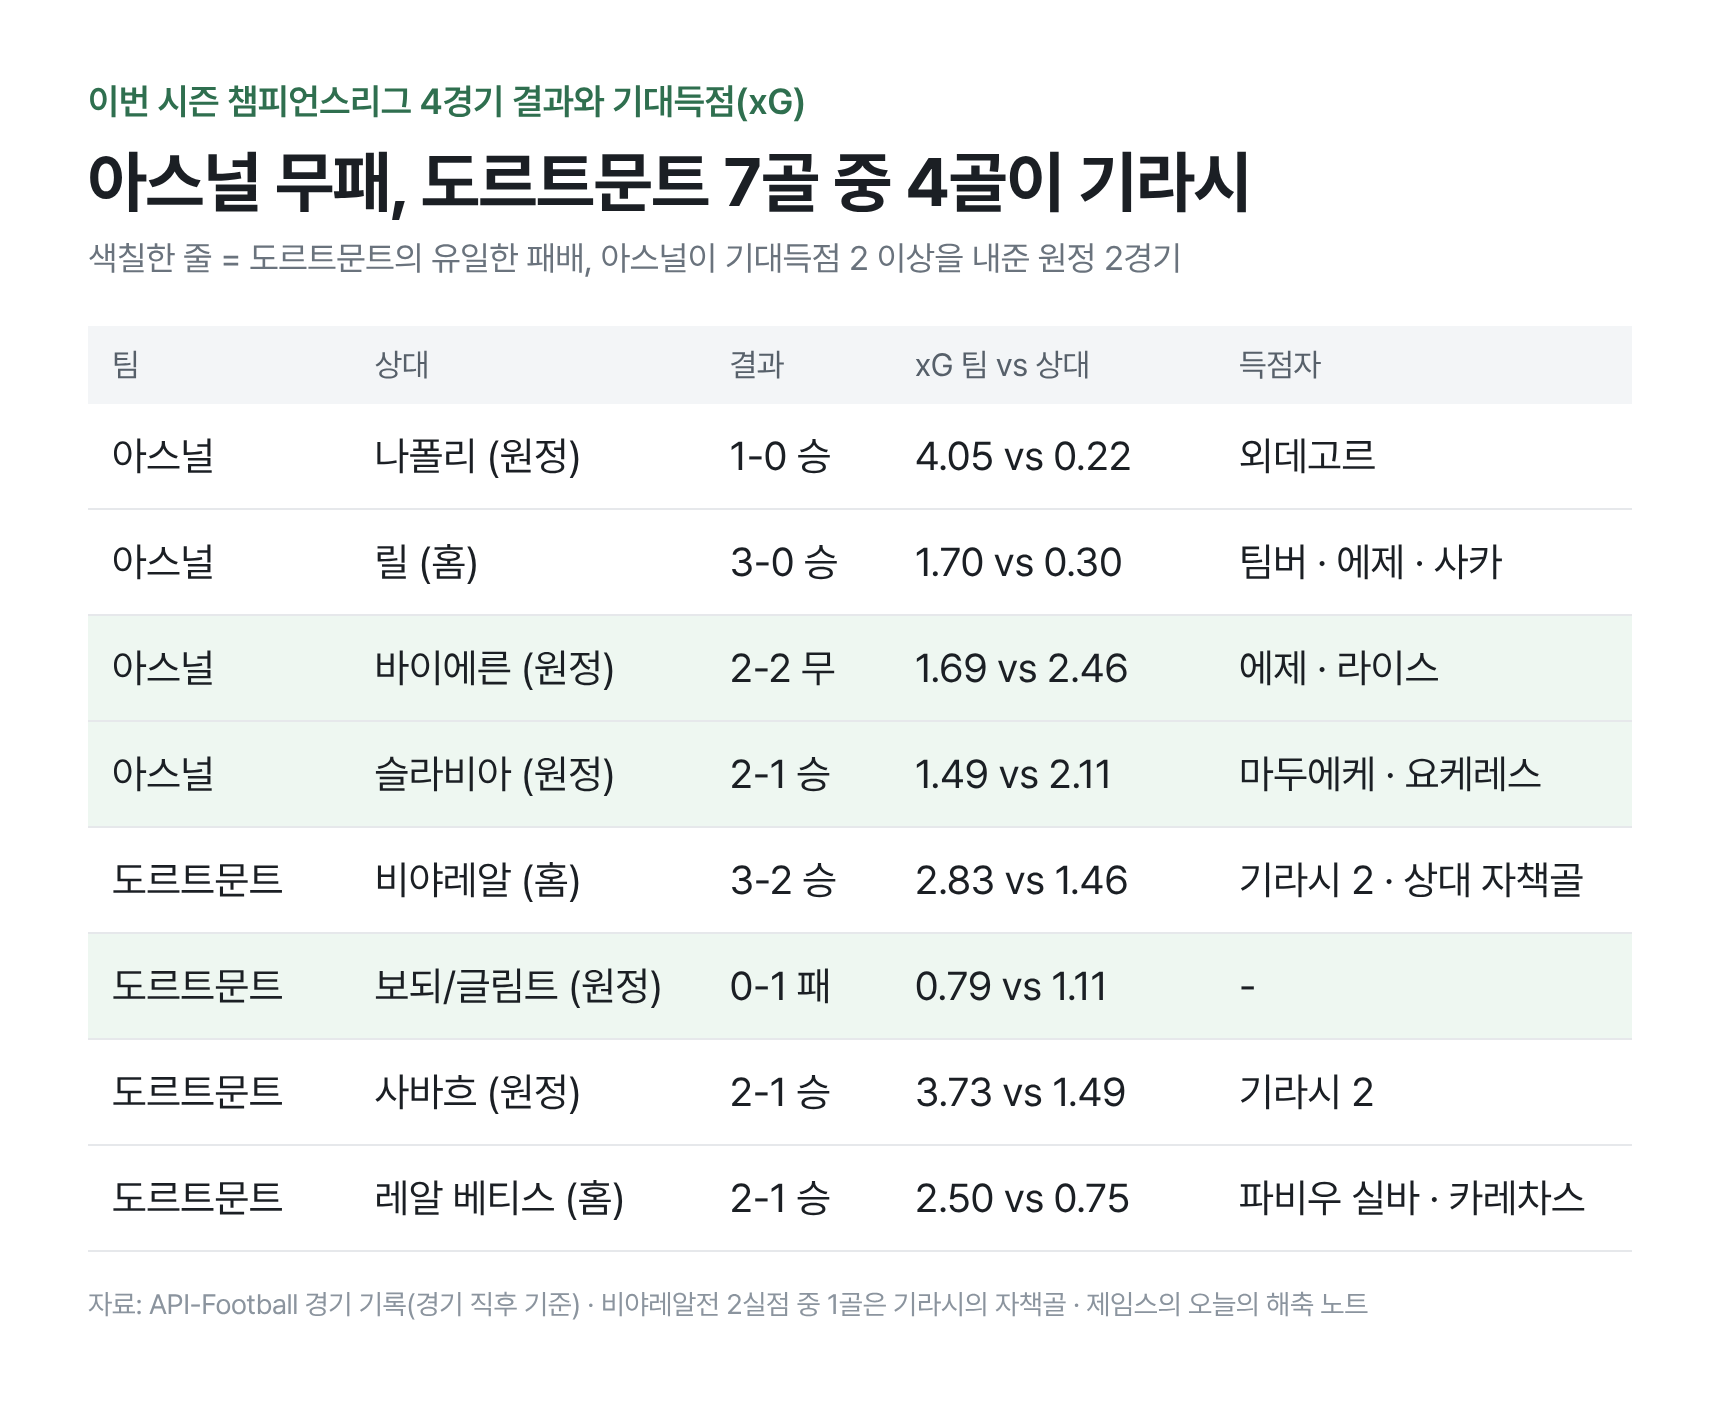 이번 시즌 챔피언스리그 4경기 결과와 기대득점(xG)
아스널 무패, 도르트문트 7골 중 4골이 기라시
색칠한 줄 = 도르트문트의 유일한 패배, 아스널이 기대득점 2 이상을 내준 원정 2경기
팀 상대 결과 xG 팀 vs 상대 득점자
아스널 나폴리 (원정) 1-0 승 4.05 vs 0.22 외데고르
아스널 릴 (홈) 3-0 승 1.70 vs 0.30 팀버 · 에제 · 사카
아스널 바이에른 (원정) 2-2 무 1.69 vs 2.46 에제 · 라이스
아스널 슬라비아 (원정) 2-1 승 1.49 vs 2.11 마두에케 · 요케레스
도르트문트 비야레알 (홈) 3-2 승 2.83 vs 1.46 기라시 2 · 상대 자책골
도르트문트 보되/글림트 (원정) 0-1 패 0.79 vs 1.11 -
도르트문트 사바흐 (원정) 2-1 승 3.73 vs 1.49 기라시 2
도르트문트 레알 베티스 (홈) 2-1 승 2.50 vs 0.75 파비우 실바 · 카레차스
자료: API-Football 경기 기록(경기 직후 기준) · 비야레알전 2실점 중 1골은 기라시의 자책골 · 제임스의 오늘의 해축 노트